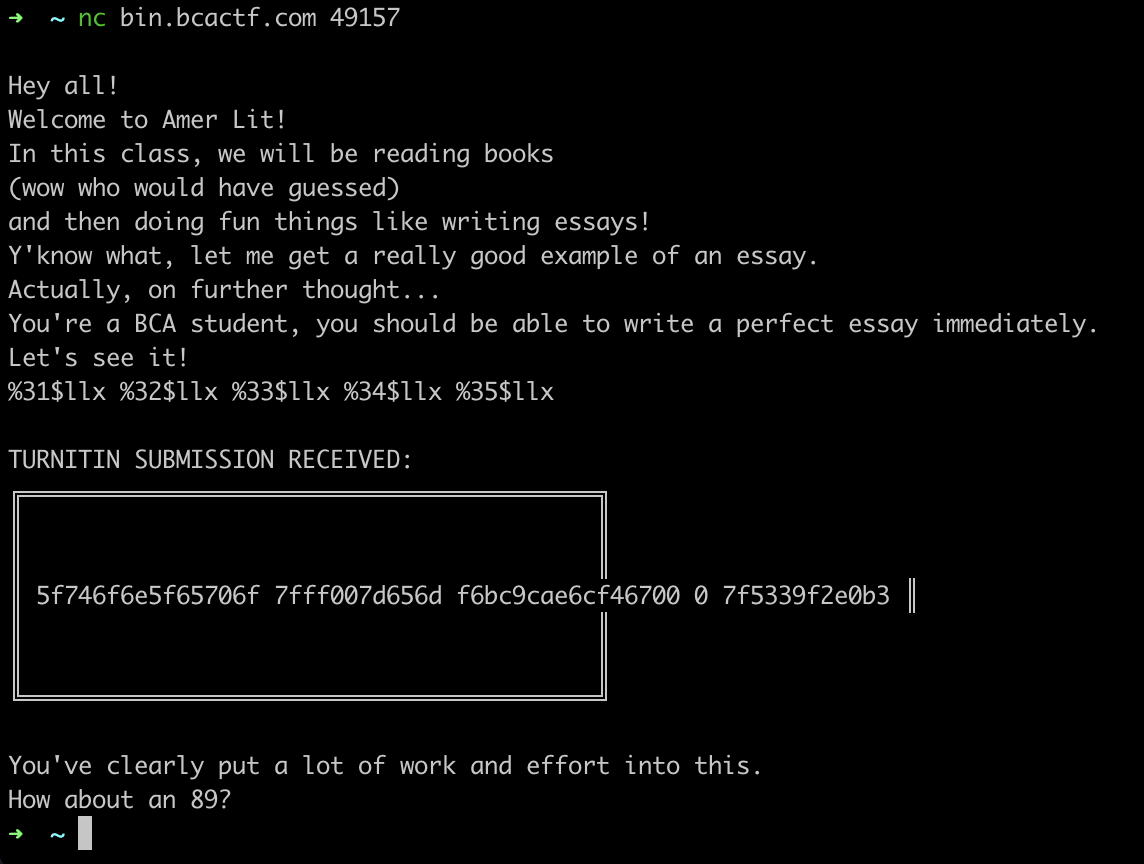 ➜ ~ nc bin.bcactf.com 49157
Hey all!
Welcome to Amer Lit!
In this class, we will be reading books
(wow who would have guessed)
and then doing fun things like writing essays!
Y'know what, let me get a really good example of an essay.
Actually, on further thought...
You're a BCA student, you should be able to write a perfect essay immediately.
Let's see it!
%31$llx %32$llx %33$llx %34$llx %35$llx
TURNITIN SUBMISSION RECEIVED:
5f746f6e5f65706f 7fff007d656d f6bc9cae6cf46700 0 7f5339f2e0b3
You've clearly put a lot of work and effort into this.
How about an 89?
➜ ~